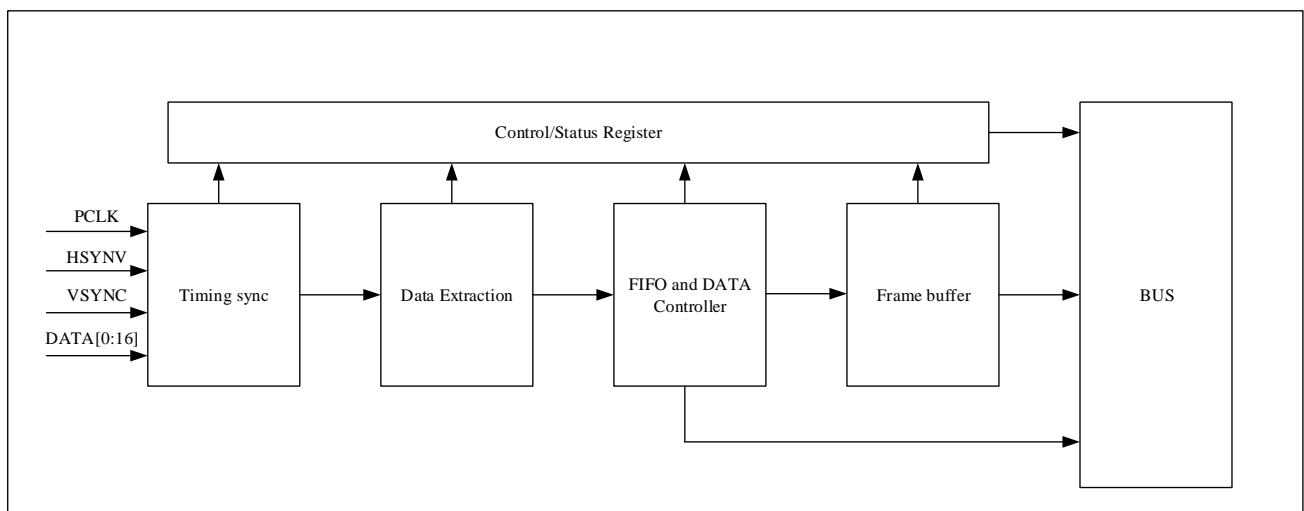 Control/Status Register
PCLK
HSYNV
VSYNC
DATA[0:16]
Timing sync
Data Extraction
FIFO and DATA
Controller
Frame buffer
BUS